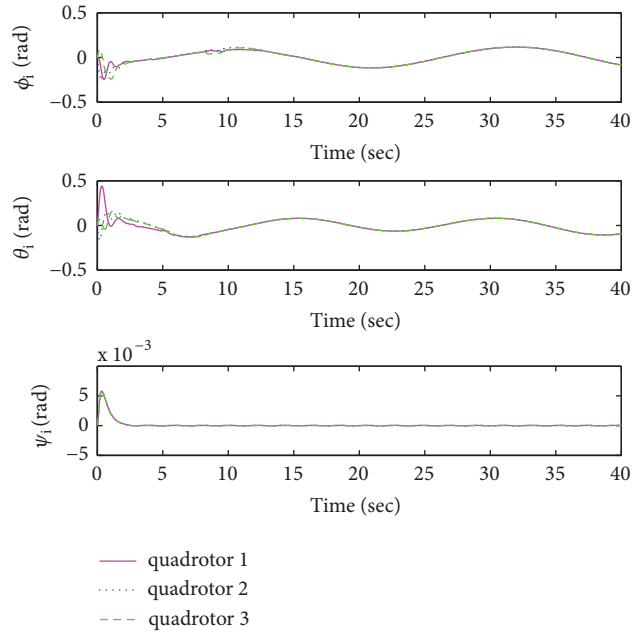 0.5
0
−0.5
ϕi (rad)
0 5 10 15 20 25 30 35 40
Time (sec)
0.5
0
−0.5
θi (rad)
0 5 10 15 20 25 30 35 40
Time (sec)
x 10−3
5
0
−5
ψi (rad)
0 5 10 15 20 25 30 35 40
Time (sec)
quadrotor 1
quadrotor 2
quadrotor 3